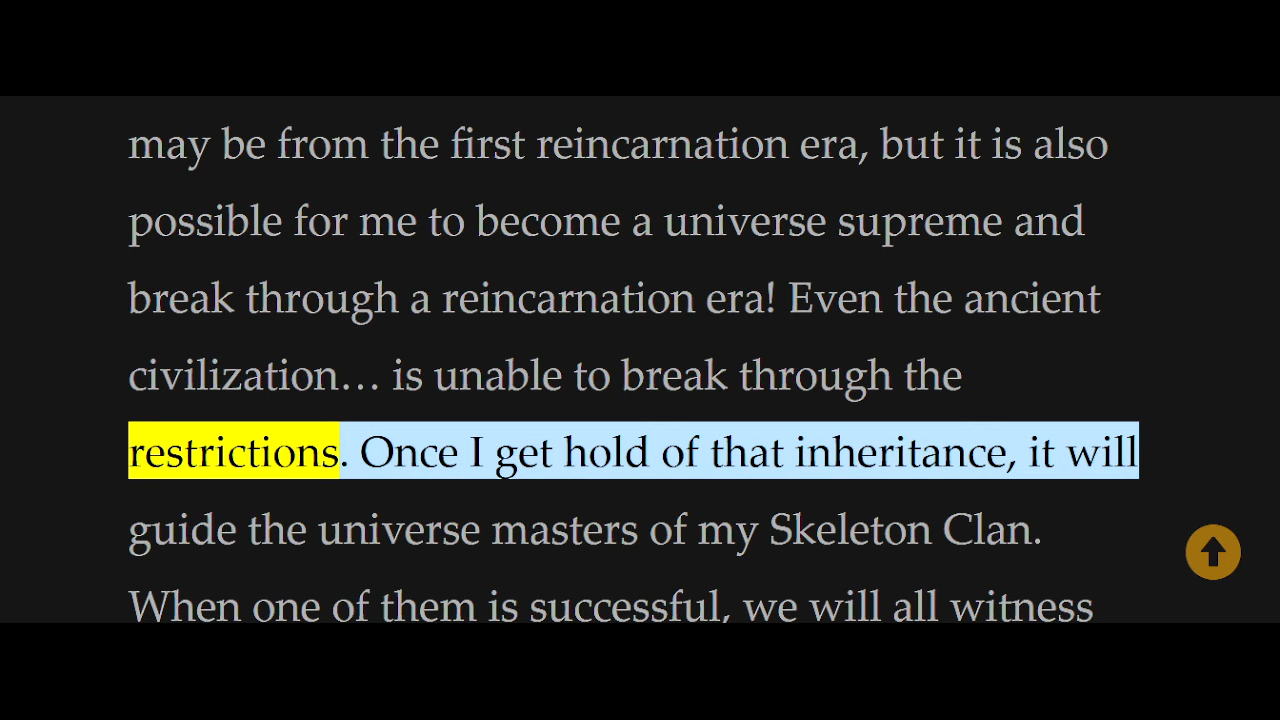 may be from the first reincarnation era, but it is also
possible for me to become a universe supreme and
break through a reincarnation era! Even the ancient
civilization… is unable to break through the
restrictions. Once I get hold of that inheritance, it will
guide the universe masters of my Skeleton Clan.
When one of them is successful, we will all witness